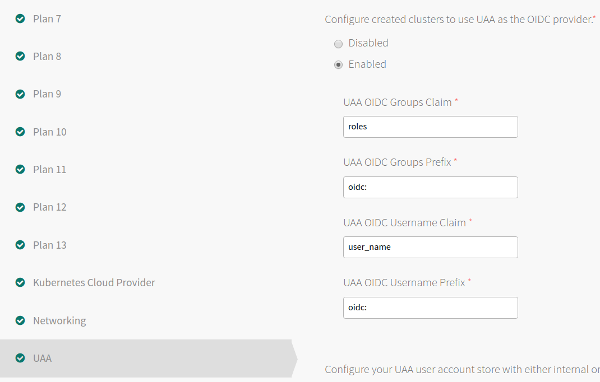 Plan 7
Plan 8
Plan 9
Plan 10
Plan 11
Plan 12
Plan 13
Kubernetes Cloud Provider
Networking
UAA
Configure created clusters to use UAA as the OIDC provider.*
Disabled
Enabled
UAA OIDC Groups Claim *
roles
UAA OIDC Groups Prefix *
oidc:
UAA OIDC Username Claim *
user_name
UAA OIDC Username Prefix *
oidc:
Configure your UAA user account store with either internal or